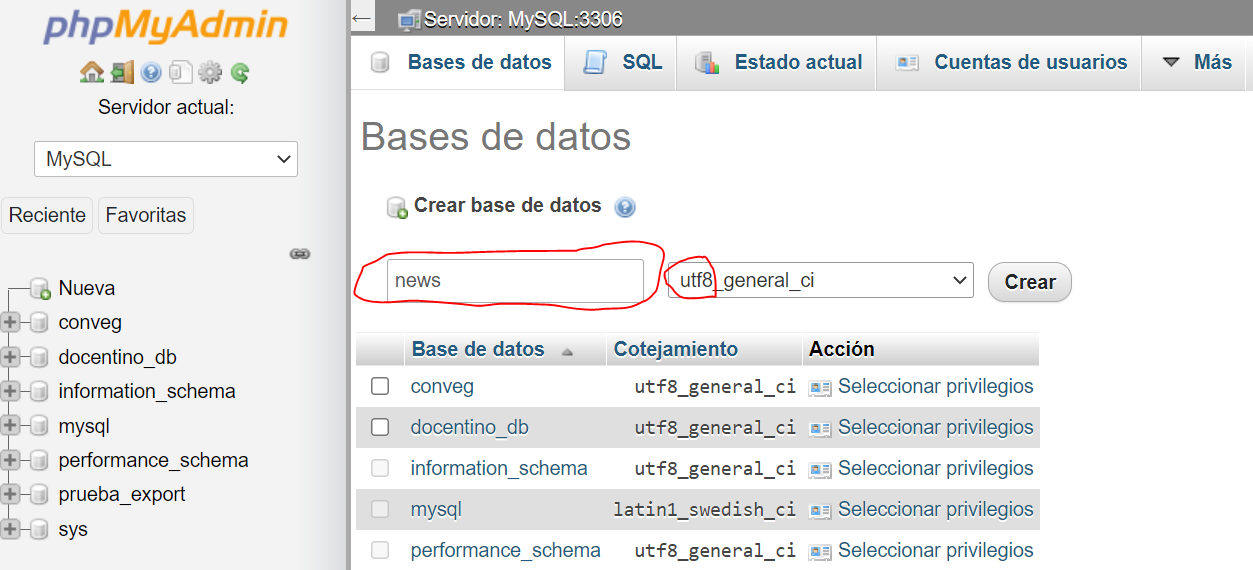 phpMyAdmin
Servidor actual:
MySQL
Reciente Favoritas
Nueva
conveg
docentino_db
information_schema
mysql
performance_schema
prueba_export
sys
← Servidor: MySQL:3306
Bases de datos SQL Estado actual Cuentas de usuarios Más
Bases de datos
Crear base de datos
news utf8_general_ci Crear
Base de datos Cotejamiento Acción
conveg utf8_general_ci Seleccionar privilegios
docentino_db utf8_general_ci Seleccionar privilegios
information_schema utf8_general_ci Seleccionar privilegios
mysql latin1_swedish_ci Seleccionar privilegios
performance_schema utf8_general_ci Seleccionar privilegios